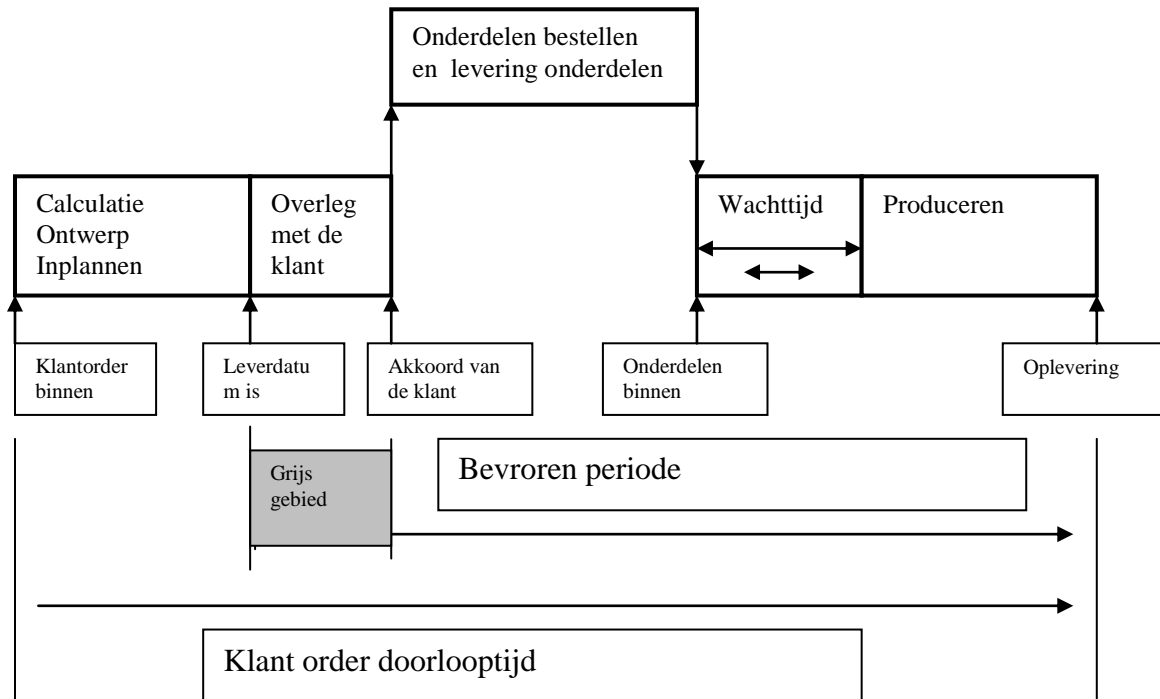 Onderdelen bestellen
en levering onderdelen
Calculatie
Ontwerp
Inplannen
Overleg
met de
klant
Wachttijd
Produceren
Klantorder
binnen
Leverdatu
m is
Akkoord van
de klant
Onderdelen
binnen
Oplevering
Grijs
gebied
Bevroren periode
Klant order doorlooptijd